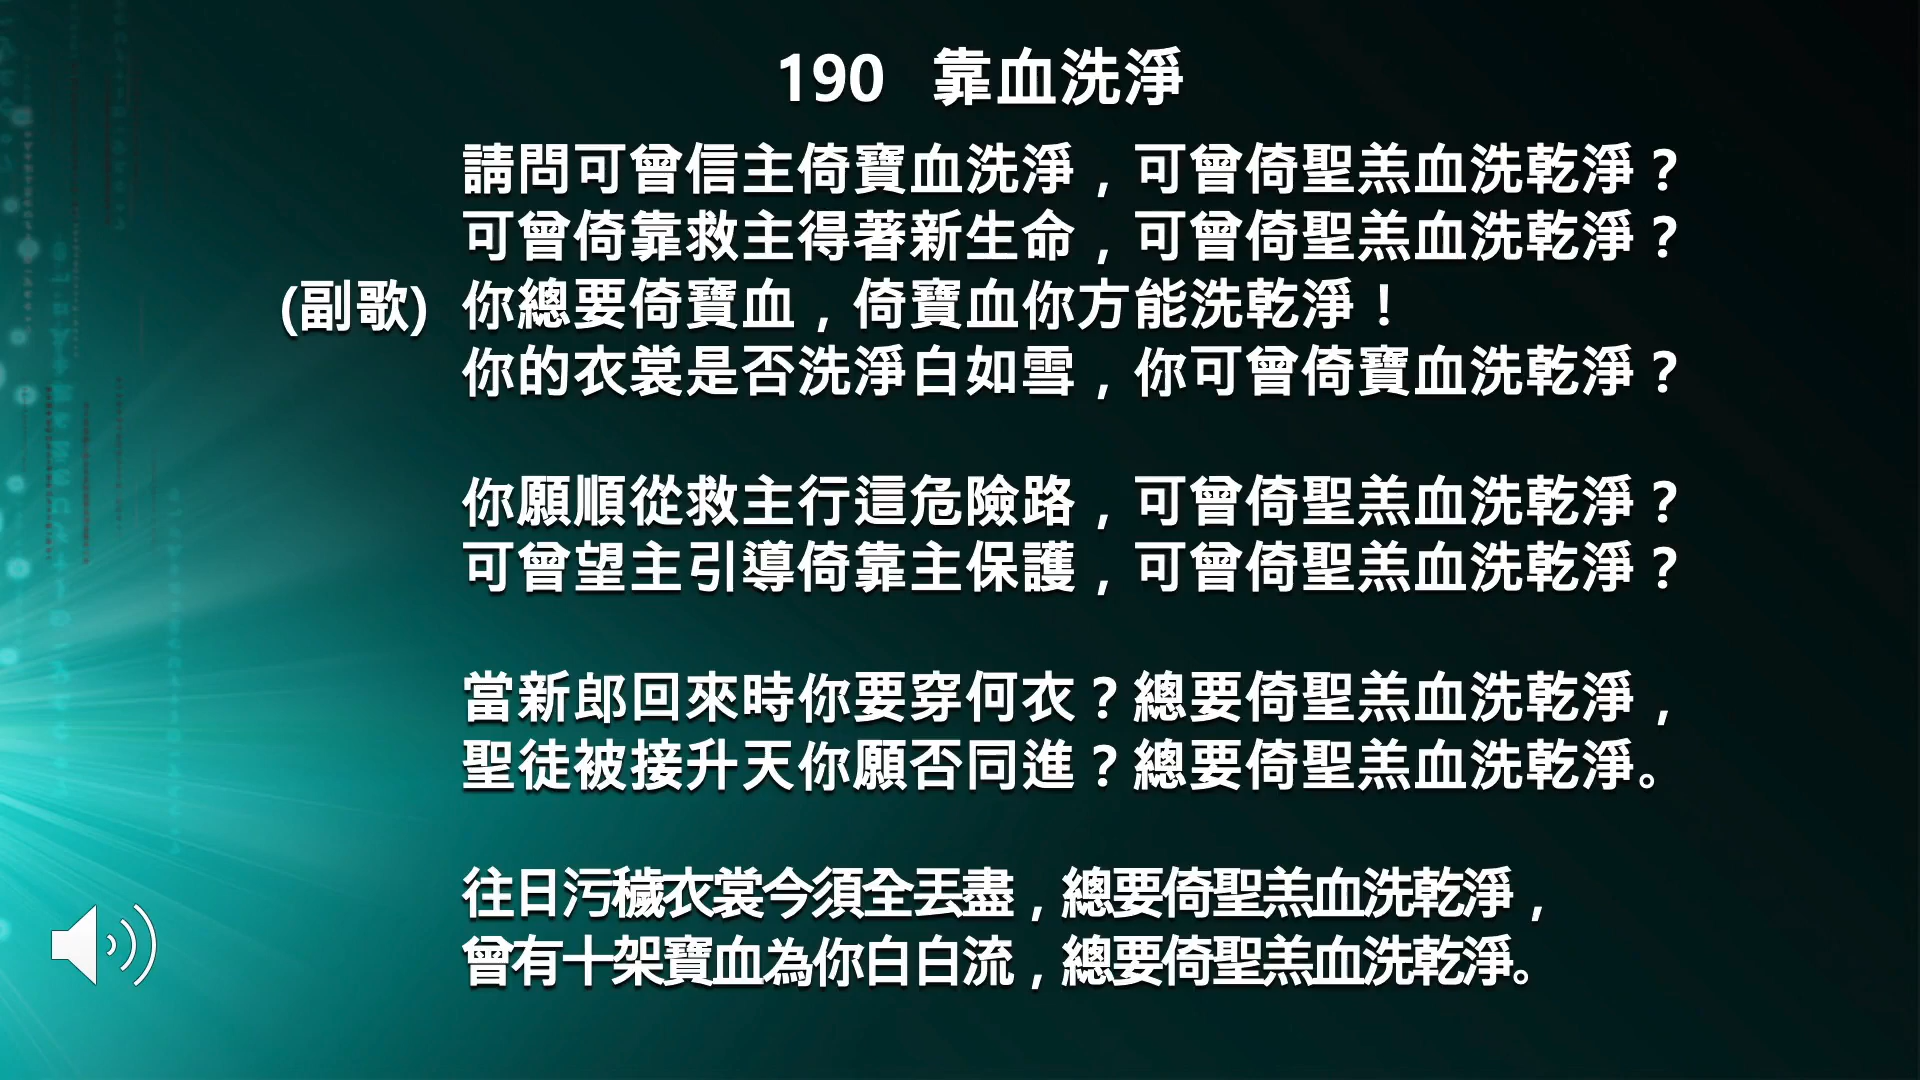 190 靠血洗淨
請問可曾信主倚寶血洗淨，可曾倚聖羔血洗乾淨？
可曾倚靠救主得著新生命，可曾倚聖羔血洗乾淨？
(副歌) 你總要倚寶血，倚寶血你方能洗乾淨！
你的衣裳是否洗淨白如雪，你可曾倚寶血洗乾淨？
你願順從救主行這危險路，可曾倚聖羔血洗乾淨？
可曾望主引導倚靠主保護，可曾倚聖羔血洗乾淨？
當新郎回來時你要穿何衣？總要倚聖羔血洗乾淨，
聖徒被接升天你願否同進？總要倚聖羔血洗乾淨。
往日污穢衣裳今須全丟盡，總要倚聖羔血洗乾淨，
曾有十架寶血為你白白流，總要倚聖羔血洗乾淨。